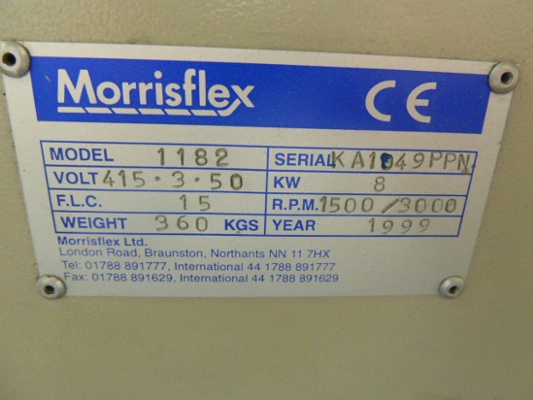 Morrisflex CE
MODEL 1182 SERIAL KA1049PPN
VOLT 415·3·50 KW 8
F.L.C. 15 R.P.M. 1500/3000
WEIGHT 360 KGS YEAR 1999
Morrisflex Ltd.
London Road, Braunston, Northants NN 11 7HX
Tel: 01788 891777, International 44 1788 891777
Fax: 01788 891629, International 44 1788 891629